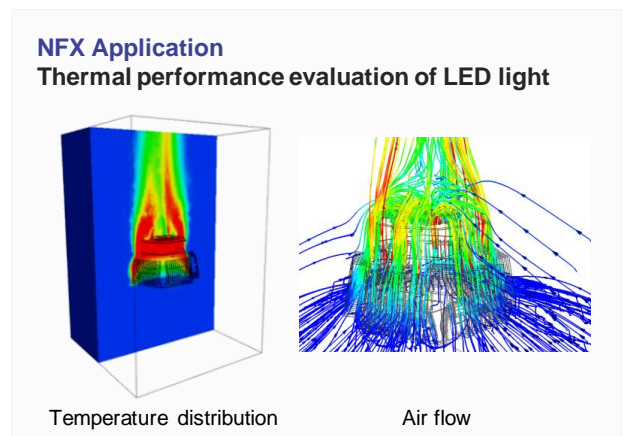 NFX Application
Thermal performance evaluation of LED light
Temperature distribution
Air flow